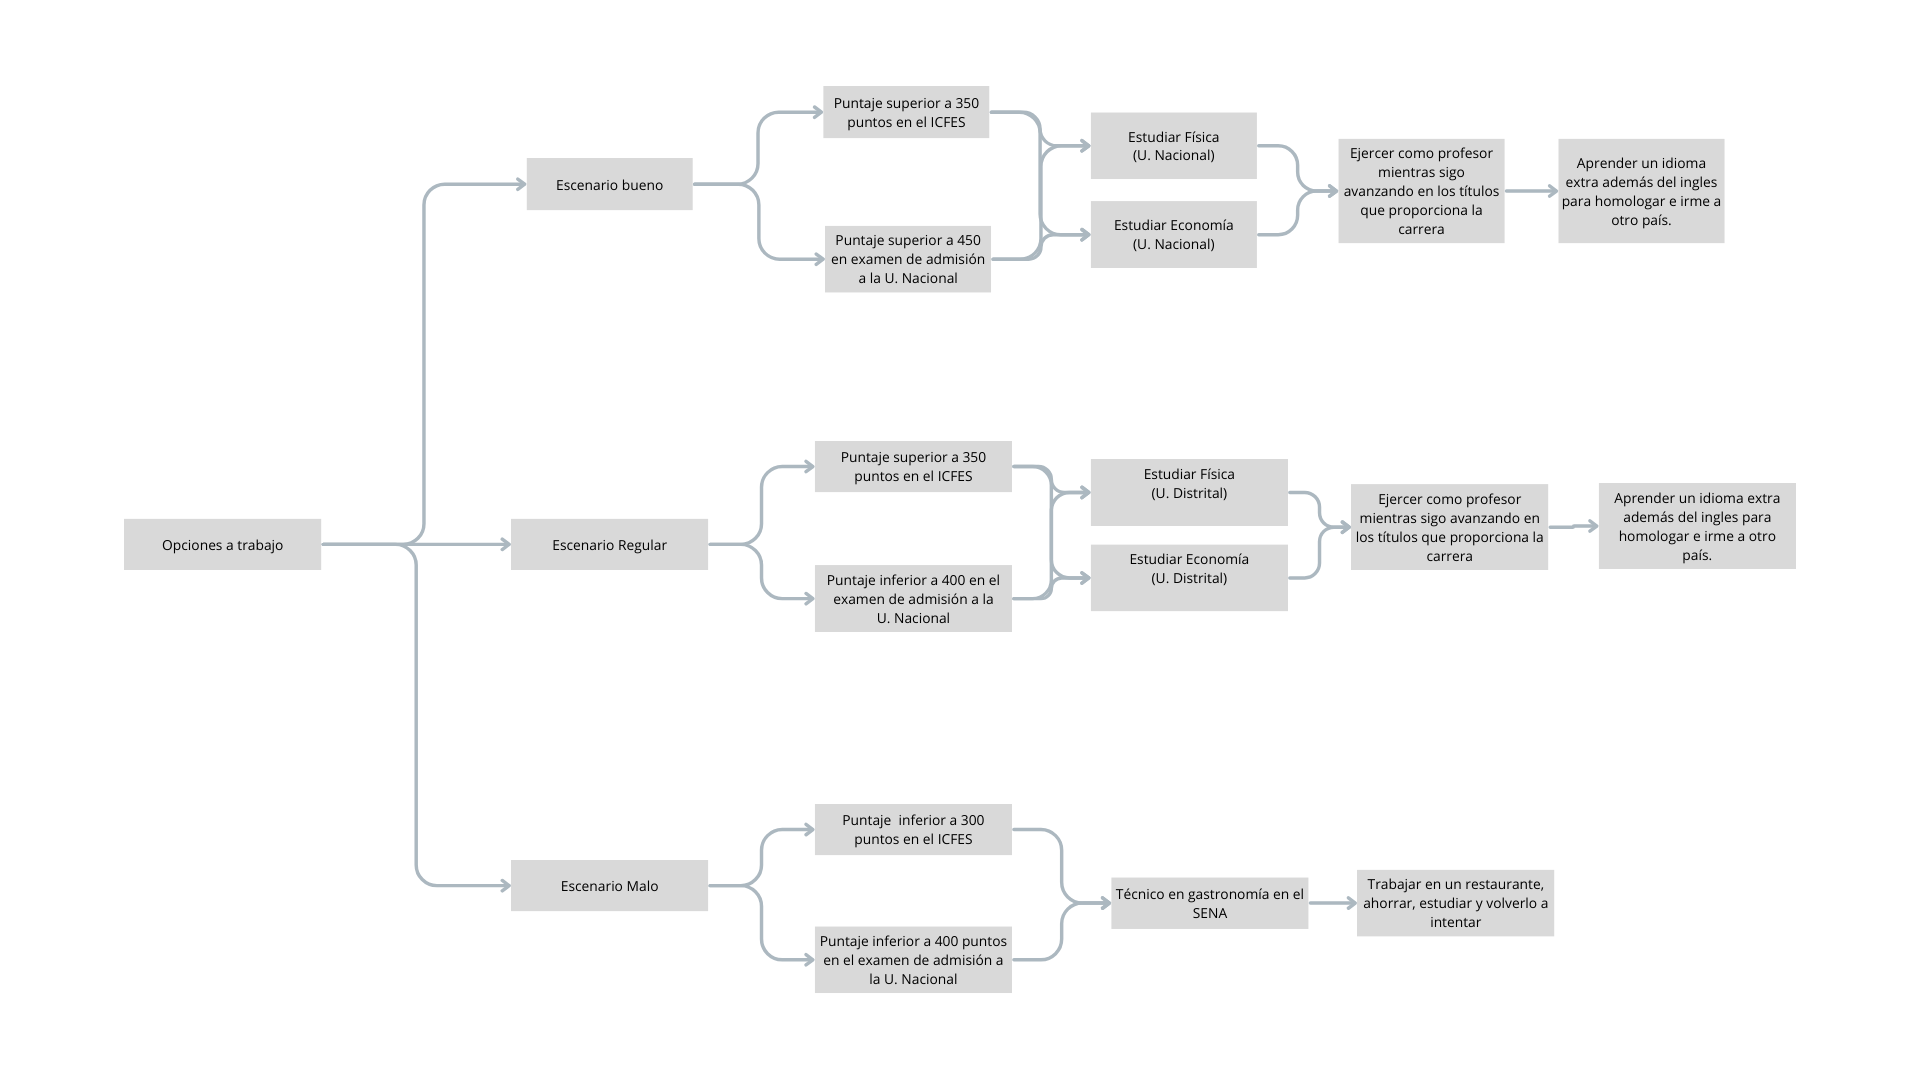 Opciones a trabajo
Escenario bueno
Puntaje superior a 350
puntos en el ICFES
Puntaje superior a 450
en examen de admisión
a la U. Nacional
Estudiar Física
(U. Nacional)
Estudiar Economía
(U. Nacional)
Ejercer como profesor
mientras sigo
avanzando en los títulos
que proporciona la
carrera
Aprender un idioma
extra además del ingles
para homologar e irme a
otro país.
Escenario Regular
Puntaje superior a 350
puntos en el ICFES
Puntaje inferior a 400 en el
examen de admisión a la
U. Nacional
Estudiar Física
(U. Distrital)
Estudiar Economía
(U. Distrital)
Ejercer como profesor
mientras sigo avanzando en
los títulos que proporciona la
carrera
Aprender un idioma extra
además del ingles para
homologar e irme a otro
país.
Escenario Malo
Puntaje  inferior a 300
puntos en el ICFES
Puntaje inferior a 400 puntos
en el examen de admisión a
la U. Nacional
Técnico en gastronomía en el
SENA
Trabajar en un restaurante,
ahorrar, estudiar y volverlo a
intentar